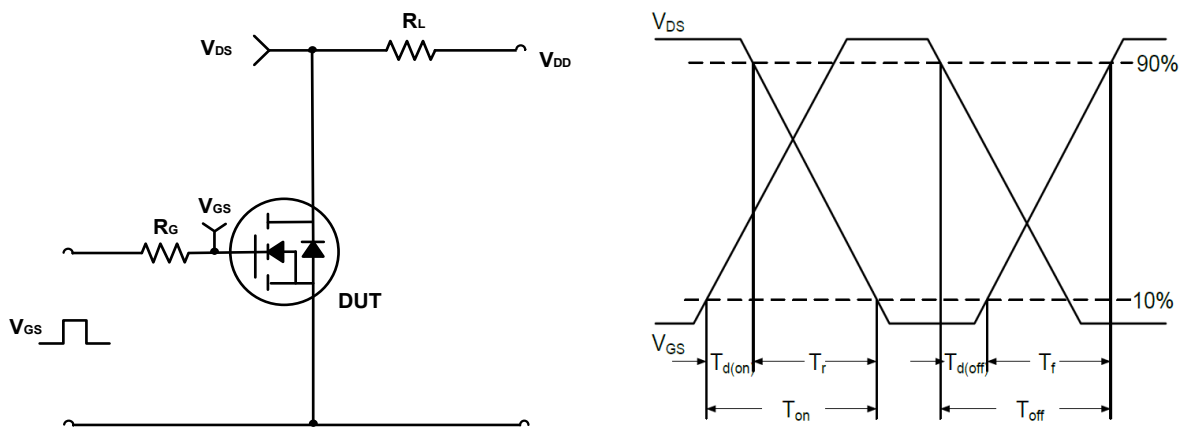 RL
VDS
VDD
VGS
RG
DUT
VGS
VDS
90%
10%
VGS
Td(on)
Tr
Td(off)
Tf
Ton
Toff